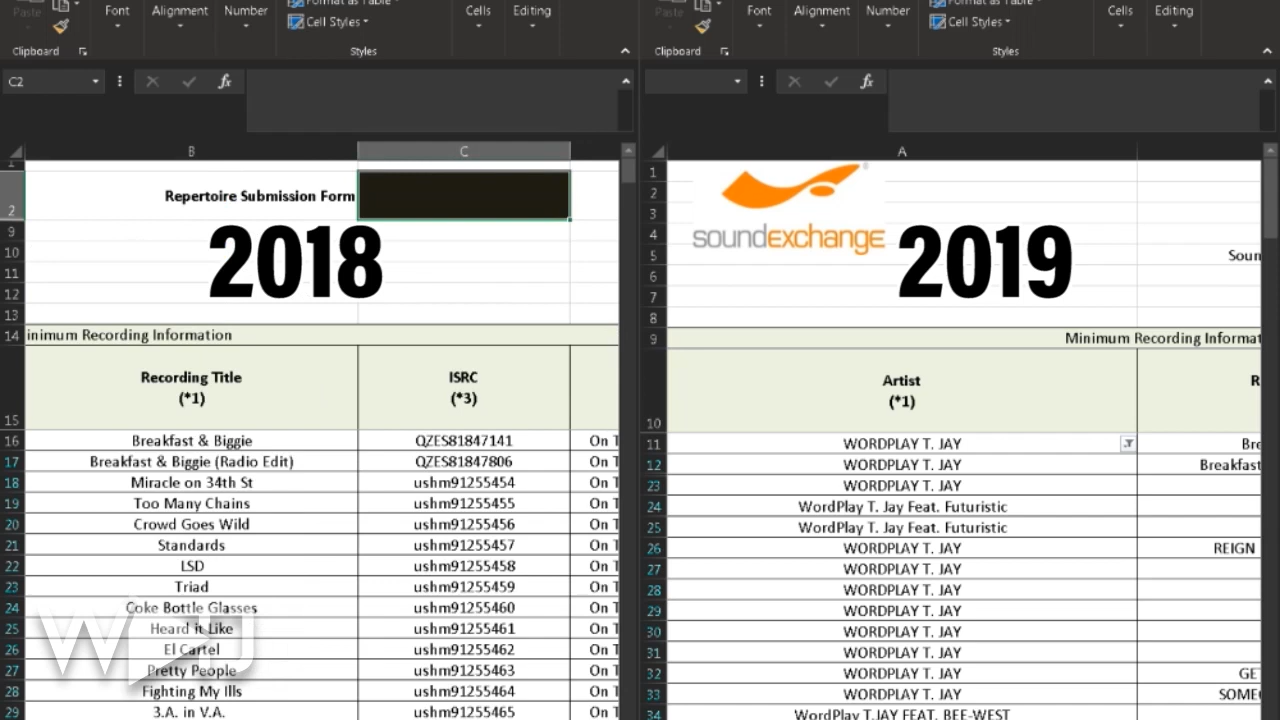 Paste
Font
Alignment
Number
Format as Table
Cell Styles
Cells
Editing
Clipboard
Styles
C2
fx
B
C
1
2 Repertoire Submission Form
9
10
11
12
13
2018
14 inimum Recording Information
15 Recording Title (*1) ISRC (*3)
16 Breakfast & Biggie QZES81847141 On T
17 Breakfast & Biggie (Radio Edit) QZES81847806 On T
18 Miracle on 34th St ushm91255454 On T
19 Too Many Chains ushm91255455 On T
20 Crowd Goes Wild ushm91255456 On T
21 Standards ushm91255457 On T
22 LSD ushm91255458 On T
23 Triad ushm91255459 On T
24 Coke Bottle Glasses ushm91255460 On T
25 Heard it Like ushm91255461 On T
26 El Cartel ushm91255462 On T
27 Pretty People ushm91255463 On T
28 Fighting My Ills ushm91255464 On T
29 3.A. in V.A. ushm91255465 On T
Paste
Font
Alignment
Number
Format as Table
Cell Styles
Cells
Editing
Clipboard
Styles
fx
A
1
2
3
4
5 Soun
6
7
8
soundexchange
2019
9 Minimum Recording Informat
10 Artist (*1) R
11 WORDPLAY T. JAY Bre
12 WORDPLAY T. JAY Breakfast
23 WORDPLAY T. JAY
24 WordPlay T. Jay Feat. Futuristic
25 WordPlay T. Jay Feat. Futuristic
26 WORDPLAY T. JAY REIGN
27 WORDPLAY T. JAY
28 WORDPLAY T. JAY
29 WORDPLAY T. JAY
30 WORDPLAY T. JAY
31 WORDPLAY T. JAY
32 WORDPLAY T. JAY GET
33 WORDPLAY T. JAY SOME
34 WordPlay T.JAY FEAT. BEE-WEST